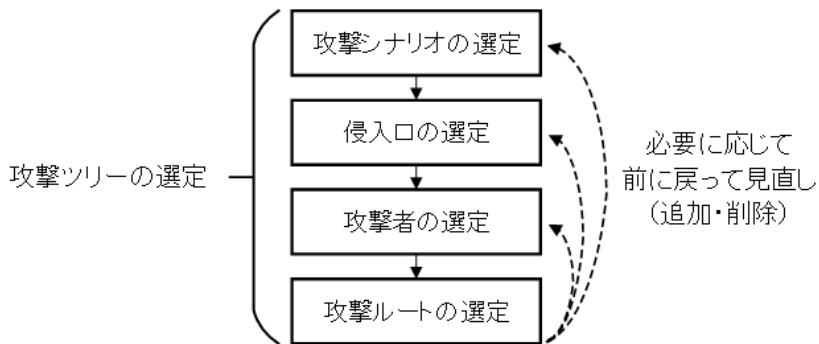 攻撃シナリオの選定
侵入口の選定
攻撃ツリーの選定
攻撃者の選定
攻撃ルートの選定
必要に応じて
前に戻って見直し
(追加・削除)